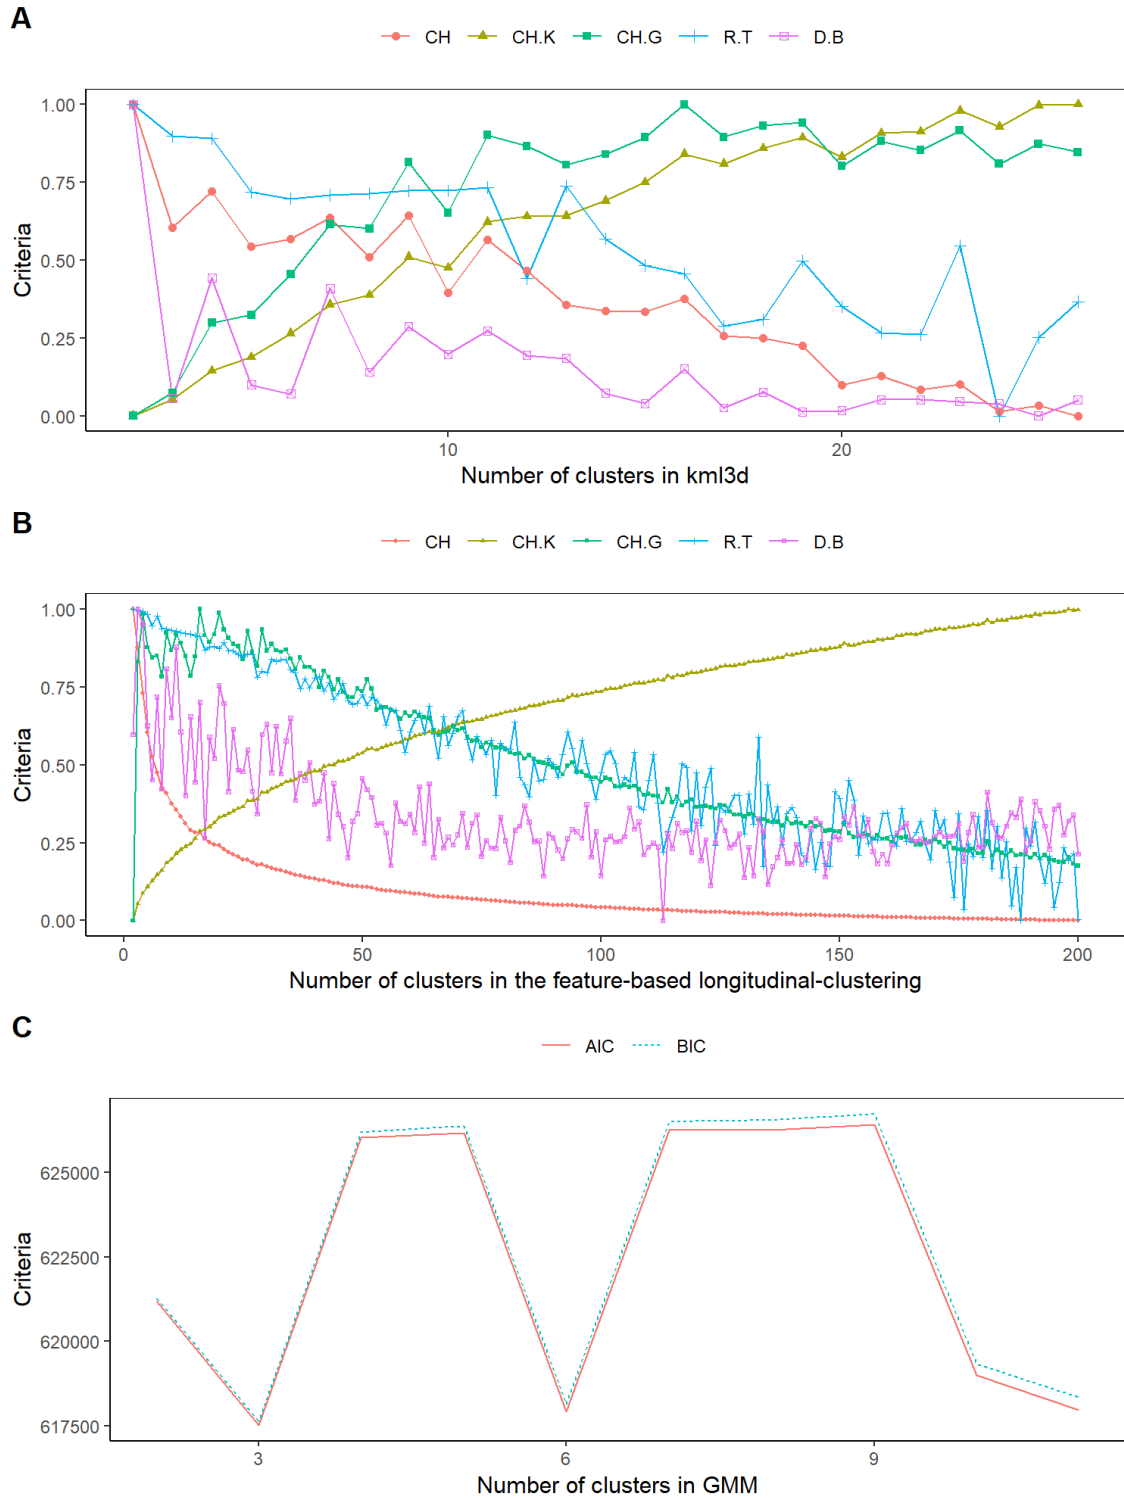 A
CH CH.K CH.G R.T D.B
1.00
0.75
0.50
0.25
0.00
Criteria
10 20
Number of clusters in kml3d
B
CH CH.K CH.G R.T D.B
1.00
0.75
0.50
0.25
0.00
Criteria
0 50 100 150 200
Number of clusters in the feature-based longitudinal-clustering
C
AIC BIC
625000
622500
620000
617500
Criteria
3 6 9
Number of clusters in GMM